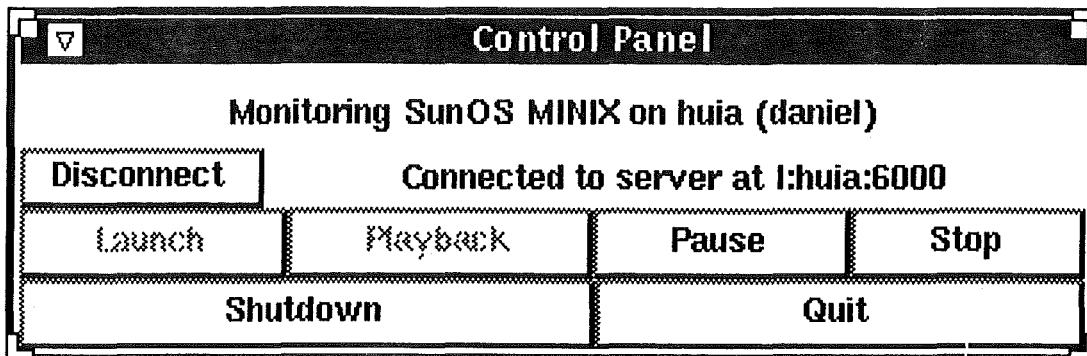 Control Panel
Monitoring SunOS MINIX on huia (daniel)
Disconnect Connected to server at I:huia:6000
Launch Playback Pause Stop
Shutdown Quit